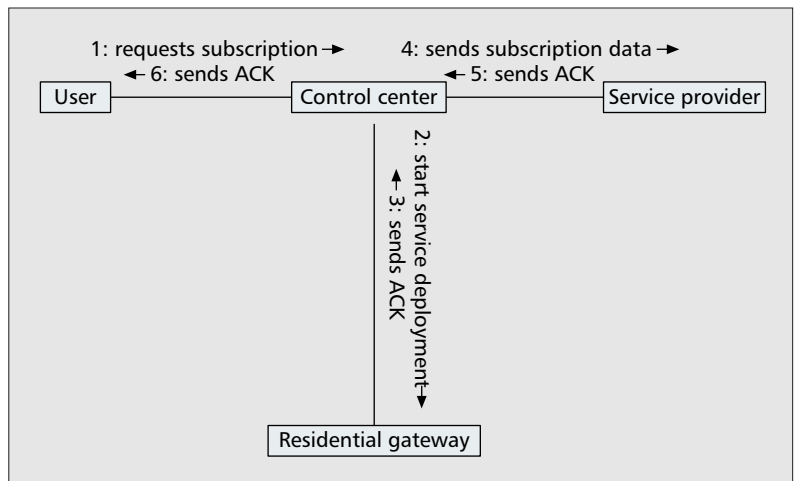 1: requests subscription
4: sends subscription data
6: sends ACK
5: sends ACK
User
Control center
Service provider
2: start service deployment
3: sends ACK
Residential gateway